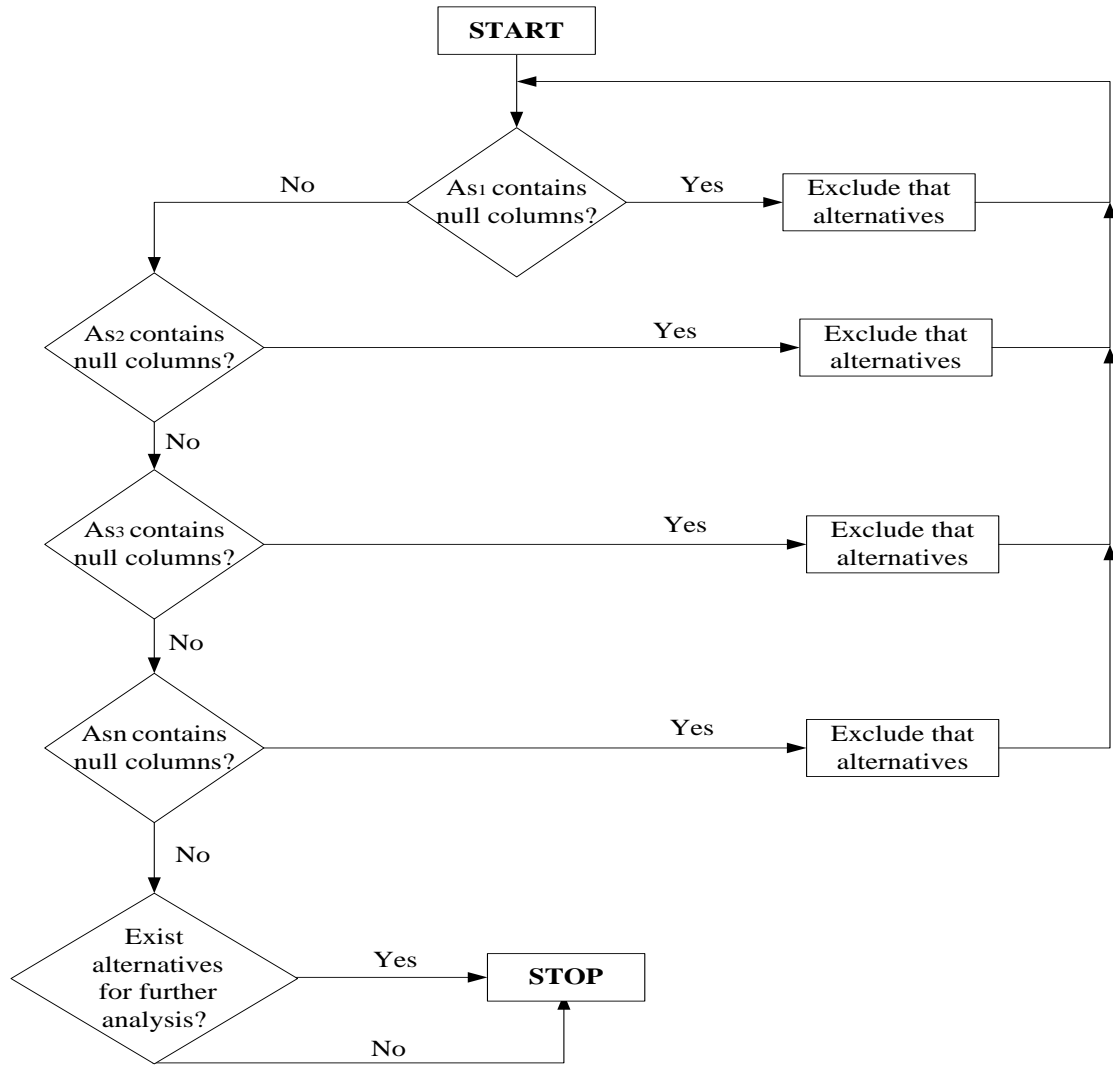 START
No
As1 contains
null columns?
Yes
Exclude that
alternatives
As2 contains
null columns?
Yes
Exclude that
alternatives
No
As3 contains
null columns?
Yes
Exclude that
alternatives
No
Asn contains
null columns?
Yes
Exclude that
alternatives
No
Exist
alternatives
for further
analysis?
Yes
STOP
No